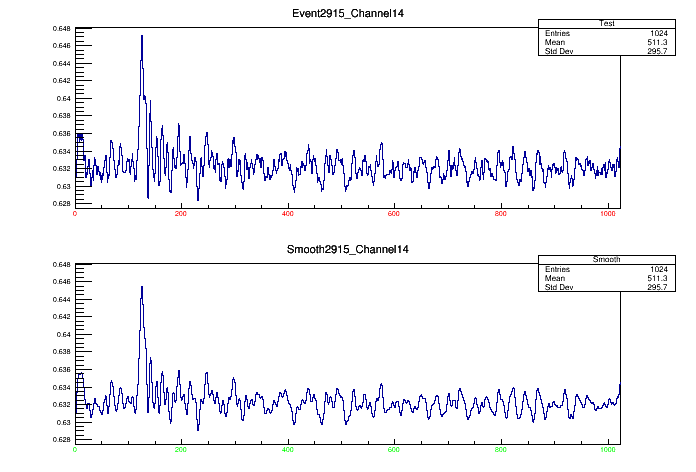 Event2915_Channel14
Test
Entries 1024
Mean 511.3
Std Dev 295.7
0.648
0.646
0.644
0.642
0.64
0.638
0.636
0.634
0.632
0.63
0.628
0 200 400 600 800 1000
Smooth2915_Channel14
Smooth
Entries 1024
Mean 511.3
Std Dev 295.7
0.648
0.646
0.644
0.642
0.64
0.638
0.636
0.634
0.632
0.63
0.628
0 200 400 600 800 1000